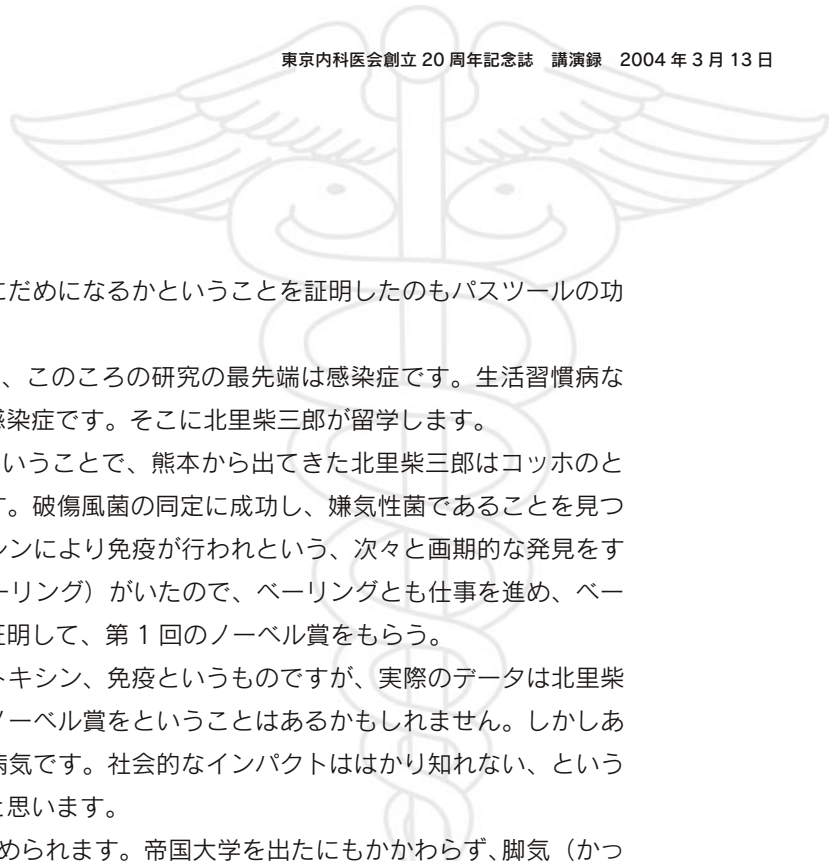 東京内科医会創立 20 周年記念誌　講演録　2004 年 3 月 13 日
だめになるかということを証明したのもパスツールの功
、このころの研究の最先端は感染症です。生活習慣病な
感染症です。そこに北里柴三郎が留学します。
いうことで、熊本から出てきた北里柴三郎はコッホのと
。破傷風菌の同定に成功し、嫌気性菌であることを見つ
シンにより免疫が行われという、次々と画期的な発見をす
ーリング）がいたので、ベーリングとも仕事を進め、ベー
証明して、第 1 回のノーベル賞をもらう。
トキシン、免疫というものですが、実際のデータは北里柴
ノーベル賞をということはあるかもしれません。しかしあ
病気です。社会的なインパクトははかり知れない、という
と思います。
められます。帝国大学を出たにもかかわらず、脚気（かっ